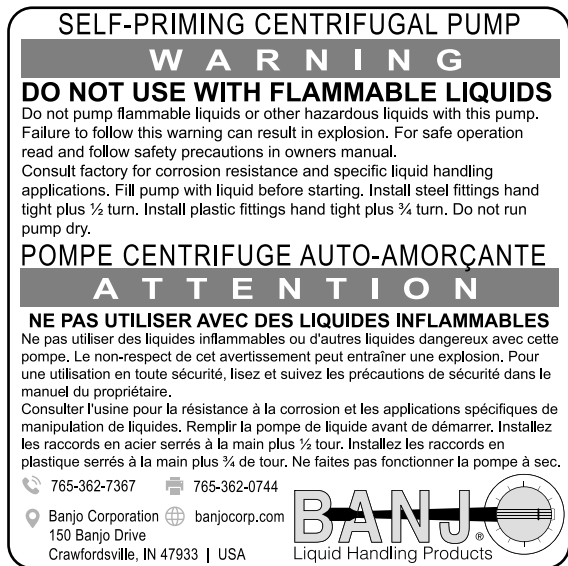 SELF-PRIMING CENTRIFUGAL PUMP
WARNING
DO NOT USE WITH FLAMMABLE LIQUIDS
Do not pump flammable liquids or other hazardous liquids with this pump.
Failure to follow this warning can result in explosion. For safe operation
read and follow safety precautions in owners manual.
Consult factory for corrosion resistance and specific liquid handling
applications. Fill pump with liquid before starting. Install steel fittings hand
tight plus ½ turn. Install plastic fittings hand tight plus ¾ turn. Do not run
pump dry.
POMPE CENTRIFUGE AUTO-AMORÇANTE
ATTENTION
NE PAS UTILISER AVEC DES LIQUIDES INFLAMMABLES
Ne pas utiliser des liquides inflammables ou d'autres liquides dangereux avec cette
pompe. Le non-respect de cet avertissement peut entraîner une explosion. Pour
une utilisation en toute sécurité, lisez et suivez les précautions de sécurité dans le
manuel du propriétaire.
Consulter l'usine pour la résistance à la corrosion et les applications spécifiques de
manipulation de liquides. Remplir la pompe de liquide avant de démarrer. Installez
les raccords en acier serrés à la main plus ½ tour. Installez les raccords en
plastique serrés à la main plus ¾ de tour. Ne faites pas fonctionner la pompe à sec.
765-362-7367 765-362-0744
Banjo Corporation banjocorp.com
150 Banjo Drive
Crawfordsville, IN 47933 | USA
BANJO®
Liquid Handling Products